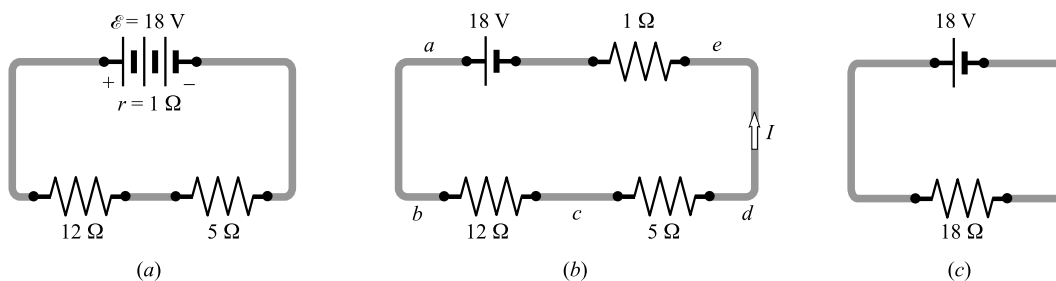 ℰ = 18 V
+ −
r = 1 Ω
12 Ω 5 Ω
(a)
18 V 1 Ω
a e
I
b c d
12 Ω 5 Ω
(b)
18 V
18 Ω
(c)